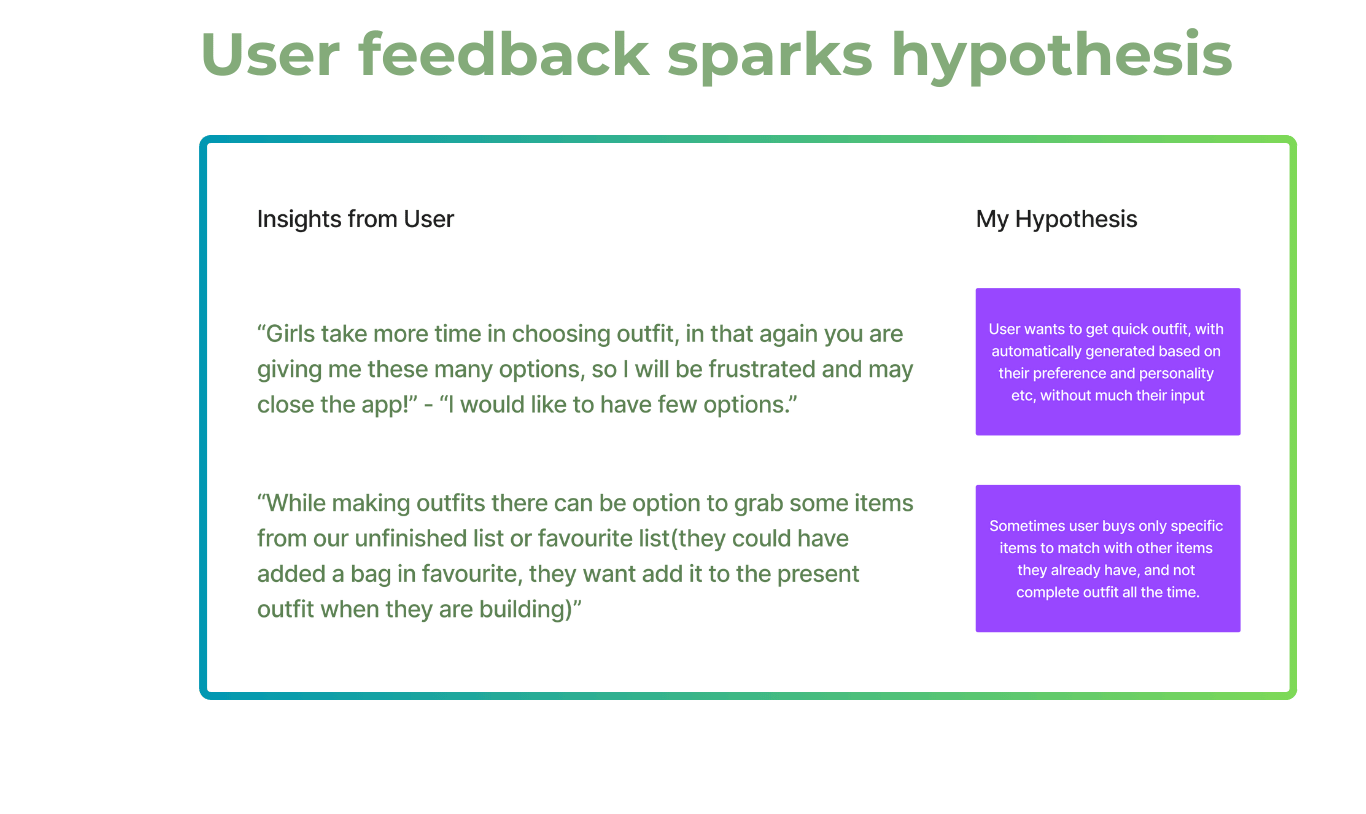 User feedback sparks hypothesis
Insights from User
My Hypothesis
“Girls take more time in choosing outfit, in that again you are
giving me these many options, so I will be frustrated and may
close the app!” - “I would like to have few options.”
User wants to get quick outfit, with
automatically generated based on
their preference and personality
etc, without much their input
“While making outfits there can be option to grab some items
from our unfinished list or favourite list(they could have
added a bag in favourite, they want add it to the present
outfit when they are building)”
Sometimes user buys only specific
items to match with other items
they already have, and not
complete outfit all the time.